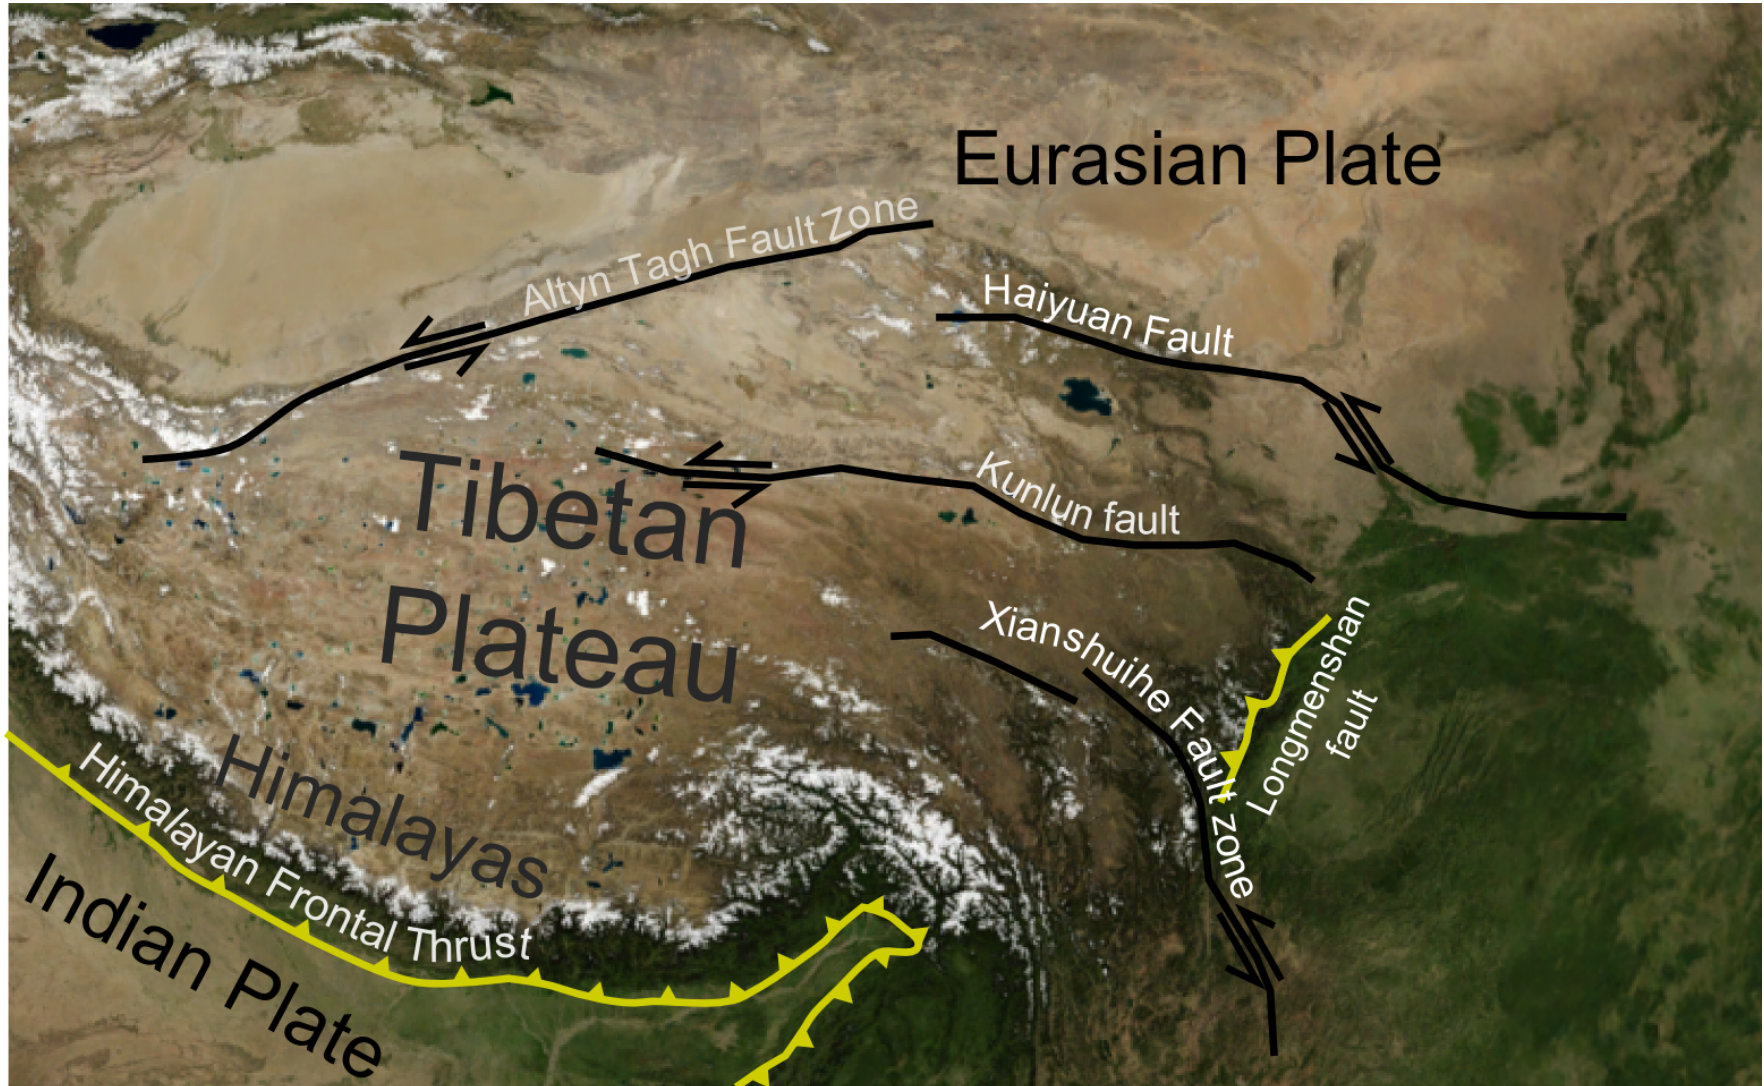 Eurasian Plate
Altyn Tagh Fault Zone
Haiyuan Fault
Tibetan
Plateau
Kunlun fault
Xianshuihe Fault zone
Longmenshan
fault
Himalayas
Himalayan Frontal Thrust
Indian Plate